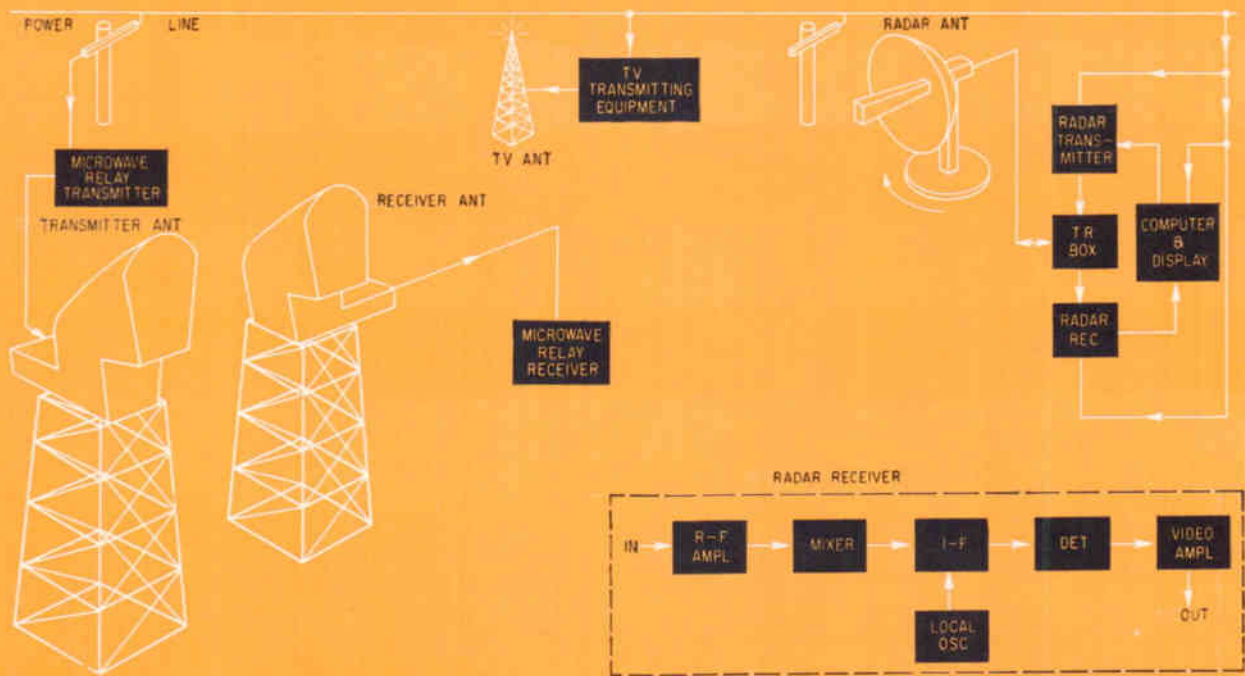 POWER LINE
RADAR ANT
TV
TRANSMITTING
EQUIPMENT
TV ANT
MICROWAVE
RELAY
TRANSMITTER
TRANSMITTER ANT
RECEIVER ANT
MICROWAVE
RELAY
RECEIVER
RADAR
TRANS-
MITTER
T R
BOX
COMPUTER
&
DISPLAY
RADAR
REC
RADAR RECEIVER
IN
R-F
AMPL
MIXER
I-F
DET
VIDEO
AMPL
LOCAL
OSC
OUT